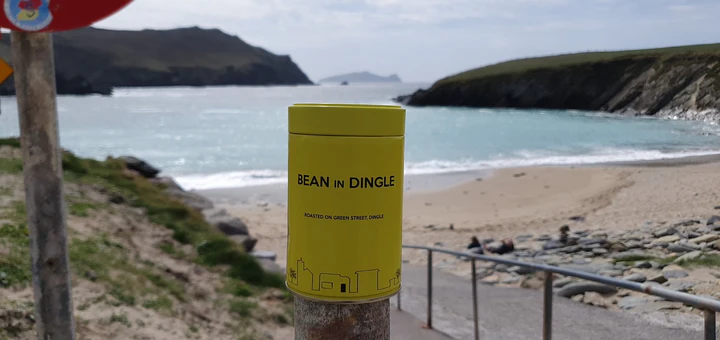 BEAN IN DINGLE
ROASTED ON GREEN STREET, DINGLE